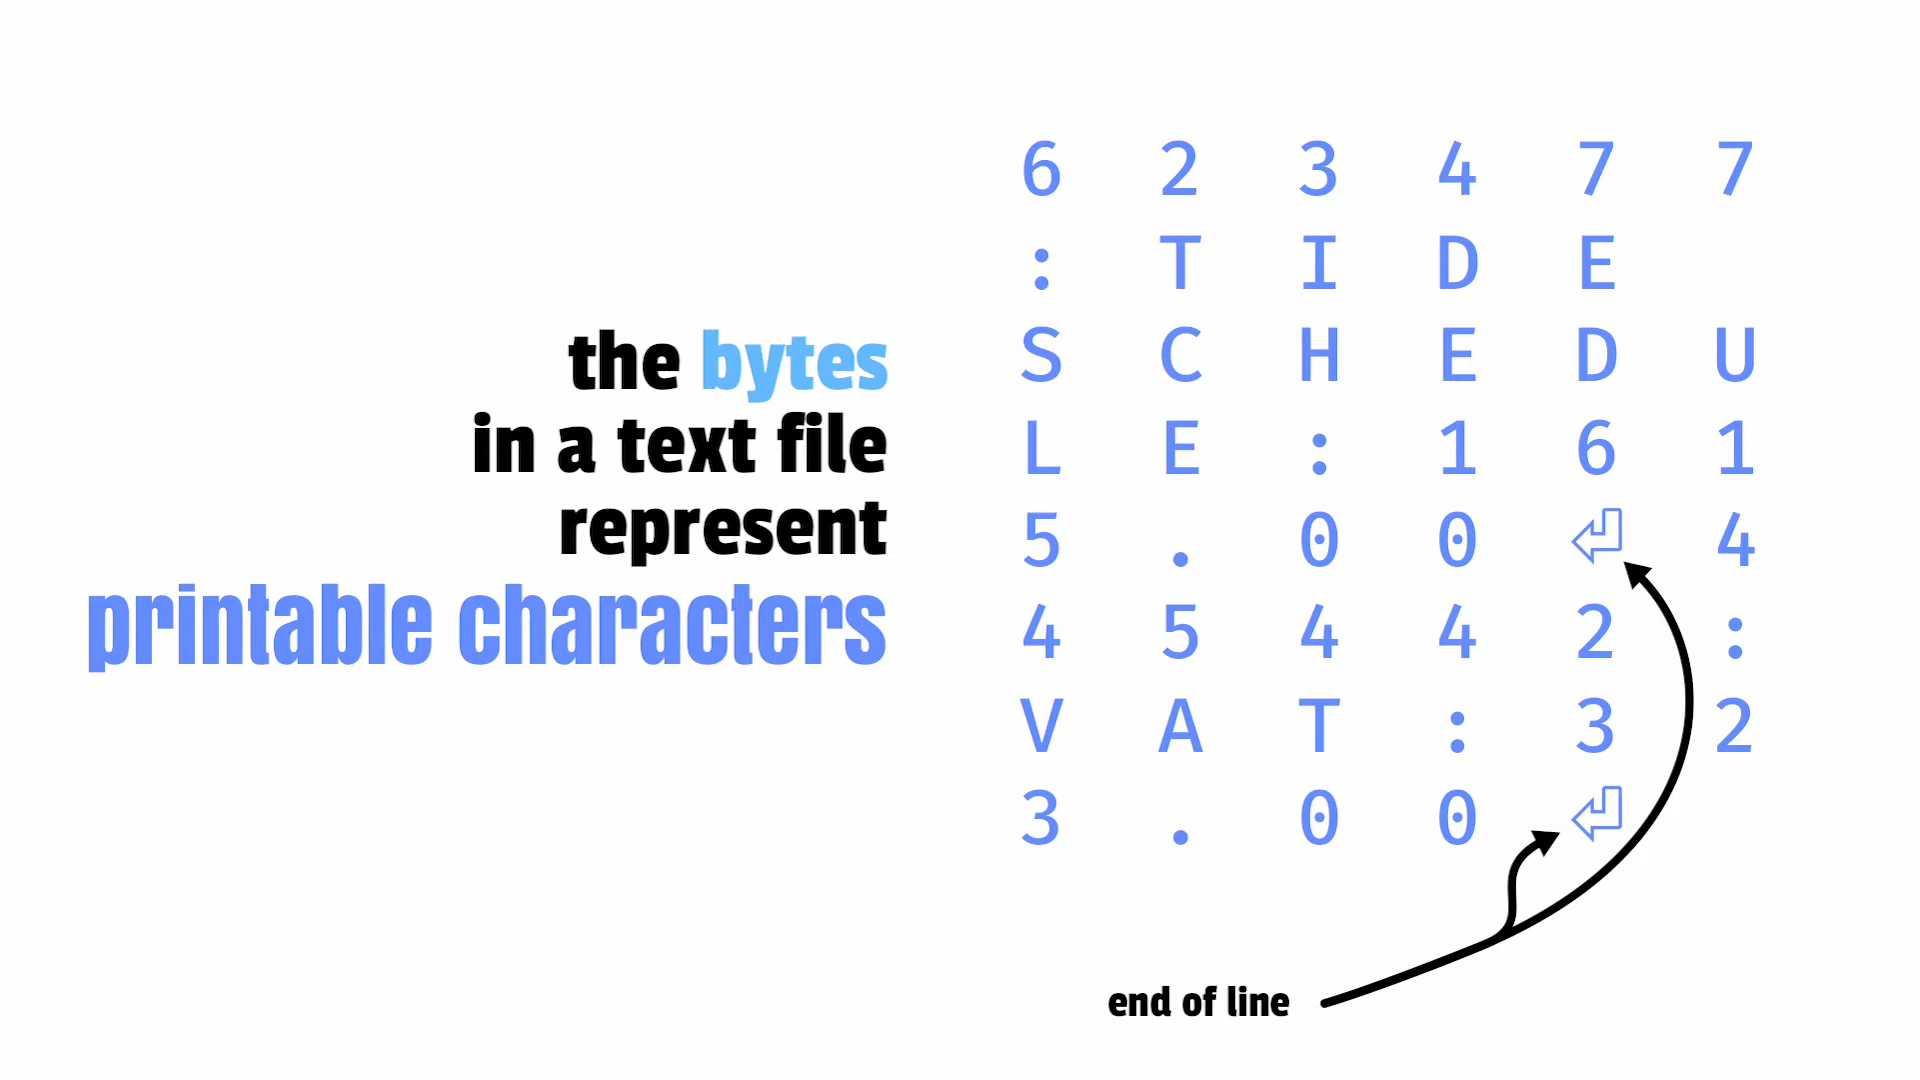 the bytes
in a text file
represent
printable characters
6 2 3 4 7 7
: T I D E
S C H E D U
L E : 1 6 1
5 . 0 0 ⏎ 4
4 5 4 4 2 :
V A T : 3 2
3 . 0 0 ⏎
end of line